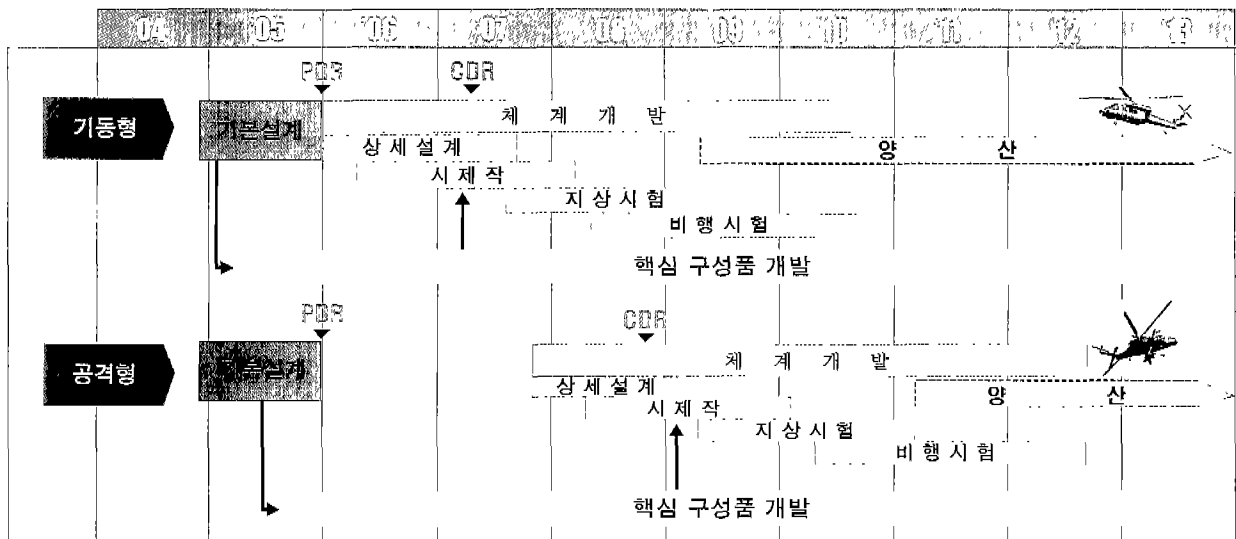 04 05 06 07 08 09 10 11 12 13
PDR CDR
기동형 기본설계 체 계 개 발
상 세 설 계 양 산
시 제 작
지 상 시 험
비 행 시 험
핵심 구성품 개발
PDR CDR
공격형 기본설계 체 계 개 발
상 세 설 계 양 산
시 제 작
지 상 시 험
비 행 시 험
핵심 구성품 개발